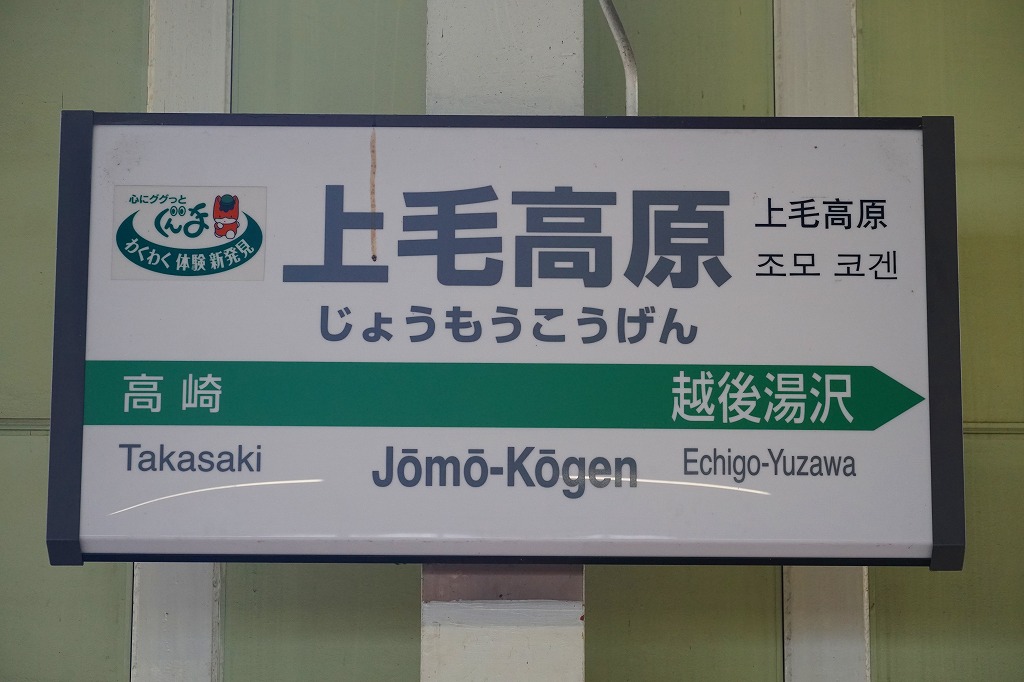 心にググっと
ぐんま
わくわく 体験 新発見
上毛高原
じょうもうこうげん
上毛高原
조모 코겐
高崎
越後湯沢
Takasaki
Jōmō-Kōgen
Echigo-Yuzawa